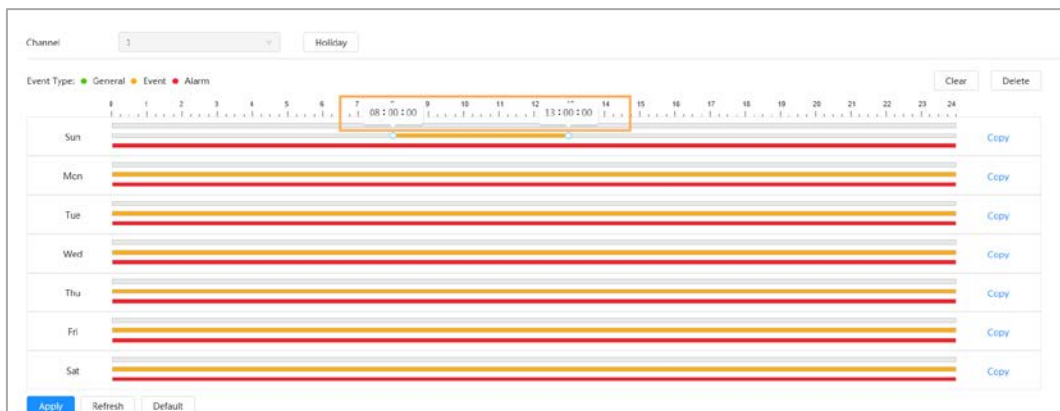 Channel 1 Holiday
Event Type: General Event Alarm Clear Delete
0 1 2 3 4 5 6 7 9 10 11 12 14 15 16 17 18 19 20 21 22 23 24
08:00:00 13:00:00
Sun Copy
Mon Copy
Tue Copy
Wed Copy
Thu Copy
Fri Copy
Sat Copy
Apply Refresh Default